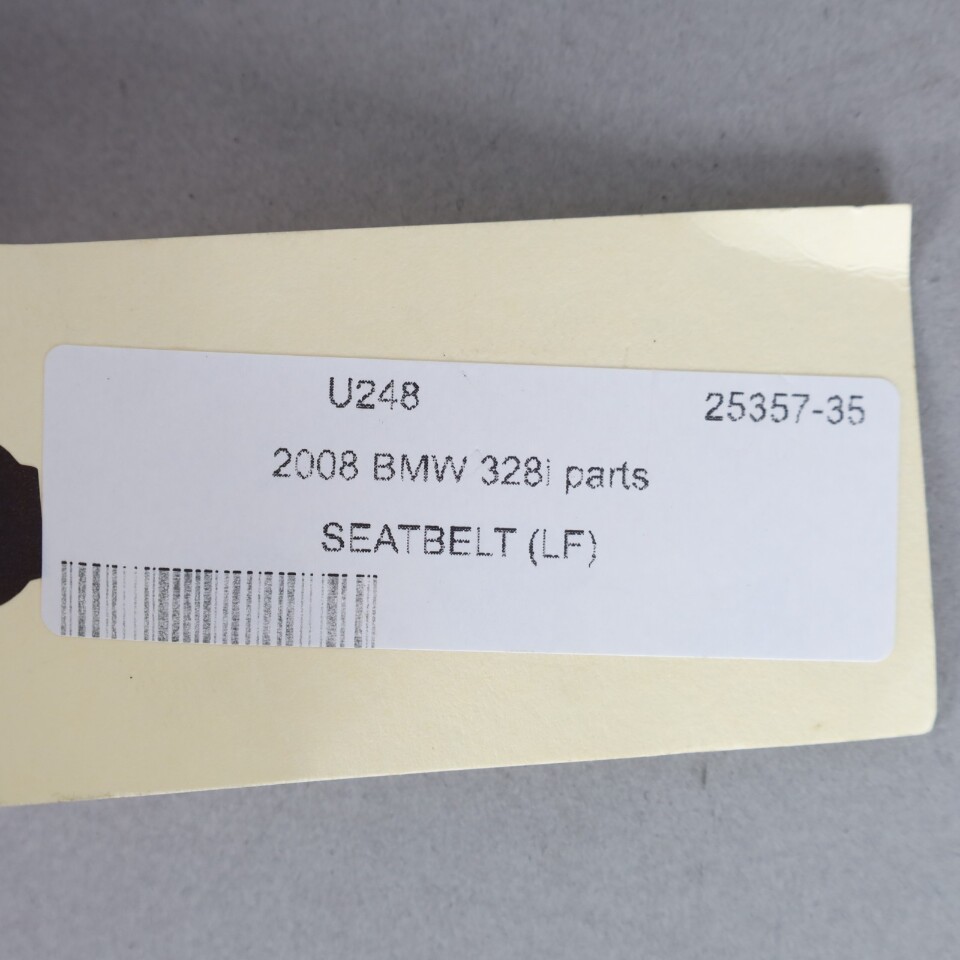 U248 25357-35
2008 BMW 328i parts
SEATBELT (LF)